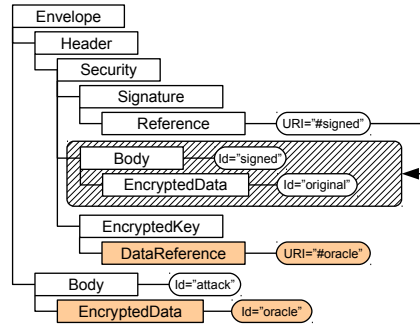 Envelope
Header
Security
Signature
Reference URI="#signed"
Body Id="signed"
EncryptedData Id="original"
EncryptedKey
DataReference URI="#oracle"
Body Id="attack"
EncryptedData Id="oracle"